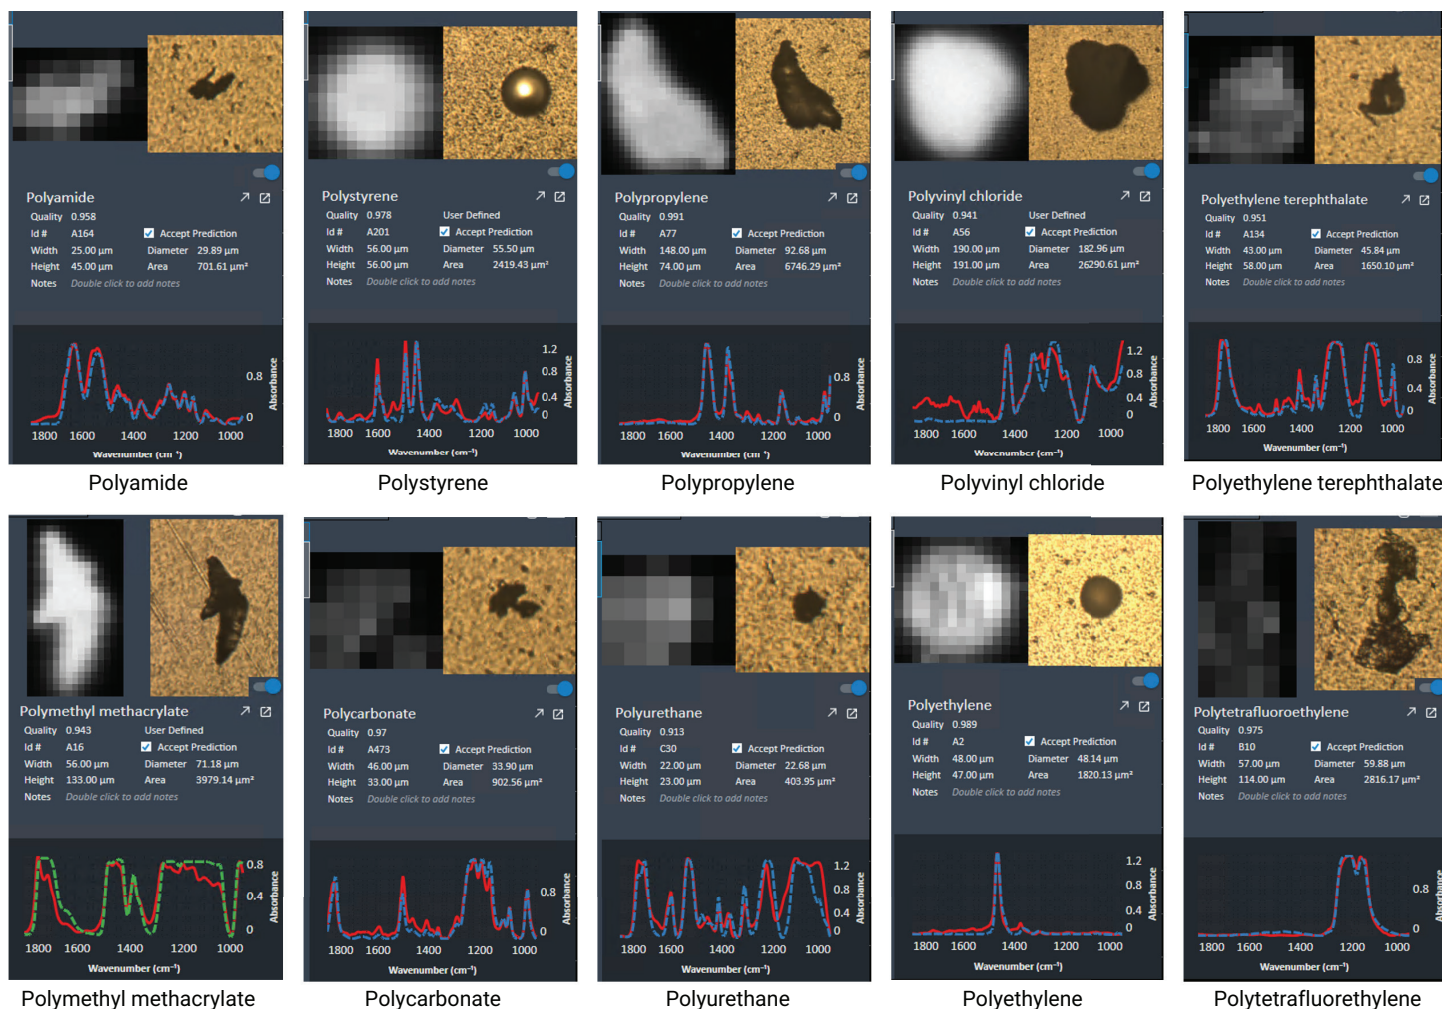 Polyamide
Quality 0.958
Id # A164 Accept Prediction
Width 25.00 µm Diameter 29.89 µm
Height 45.00 µm Area 701.61 µm²
Notes Double click to add notes
0.8
0
Absorbance
1800 1600 1400 1200 1000
Wavenumber (cm⁻¹)
Polyamide
Polystyrene
Quality 0.978 User Defined
Id # A201 Accept Prediction
Width 56.00 µm Diameter 55.50 µm
Height 56.00 µm Area 2419.43 µm²
Notes Double click to add notes
1.2
0.8
0.4
0
Absorbance
1800 1600 1400 1200 1000
Wavenumber (cm⁻¹)
Polystyrene
Polypropylene
Quality 0.991
Id # A77 Accept Prediction
Width 148.00 µm Diameter 92.68 µm
Height 74.00 µm Area 6746.29 µm²
Notes Double click to add notes
0.8
0
Absorbance
1800 1600 1400 1200 1000
Wavenumber (cm⁻¹)
Polypropylene
Polyvinyl chloride
Quality 0.941 User Defined
Id # A56 Accept Prediction
Width 190.00 µm Diameter 182.96 µm
Height 191.00 µm Area 26290.61 µm²
Notes Double click to add notes
1.2
0.8
0.4
0
Absorbance
1800 1600 1400 1200 1000
Wavenumber (cm⁻¹)
Polyvinyl chloride
Polyethylene terephthalate
Quality 0.951
Id # A134 Accept Prediction
Width 43.00 µm Diameter 45.84 µm
Height 58.00 µm Area 1650.10 µm²
Notes Double click to add notes
0.8
0.4
0
Absorbance
1800 1600 1400 1200 1000
Wavenumber (cm⁻¹)
Polyethylene terephthalate
Polymethyl methacrylate
Quality 0.943 User Defined
Id # A16 Accept Prediction
Width 56.00 µm Diameter 71.18 µm
Height 133.00 µm Area 3979.14 µm²
Notes Double click to add notes
0.8
0.4
0
Absorbance
1800 1600 1400 1200 1000
Wavenumber (cm⁻¹)
Polymethyl methacrylate
Polycarbonate
Quality 0.97
Id # A473 Accept Prediction
Width 46.00 µm Diameter 33.90 µm
Height 33.00 µm Area 902.56 µm²
Notes Double click to add notes
0.8
0
Absorbance
1800 1600 1400 1200 1000
Wavenumber (cm⁻¹)
Polycarbonate
Polyurethane
Quality 0.913
Id # C30 Accept Prediction
Width 22.00 µm Diameter 22.68 µm
Height 23.00 µm Area 403.95 µm²
Notes Double click to add notes
1.2
0.8
0.4
0
Absorbance
1800 1600 1400 1200 1000
Wavenumber (cm⁻¹)
Polyurethane
Polyethylene
Quality 0.989
Id # A2 Accept Prediction
Width 48.00 µm Diameter 48.14 µm
Height 47.00 µm Area 1820.13 µm²
Notes Double click to add notes
1.2
0.8
0.4
0
Absorbance
1800 1600 1400 1200 1000
Wavenumber (cm⁻¹)
Polyethylene
Polytetrafluoroethylene
Quality 0.975
Id # B10 Accept Prediction
Width 57.00 µm Diameter 59.88 µm
Height 114.00 µm Area 2816.17 µm²
Notes Double click to add notes
0.8
0
Absorbance
1800 1600 1400 1200 1000
Wavenumber (cm⁻¹)
Polytetrafluorethylene